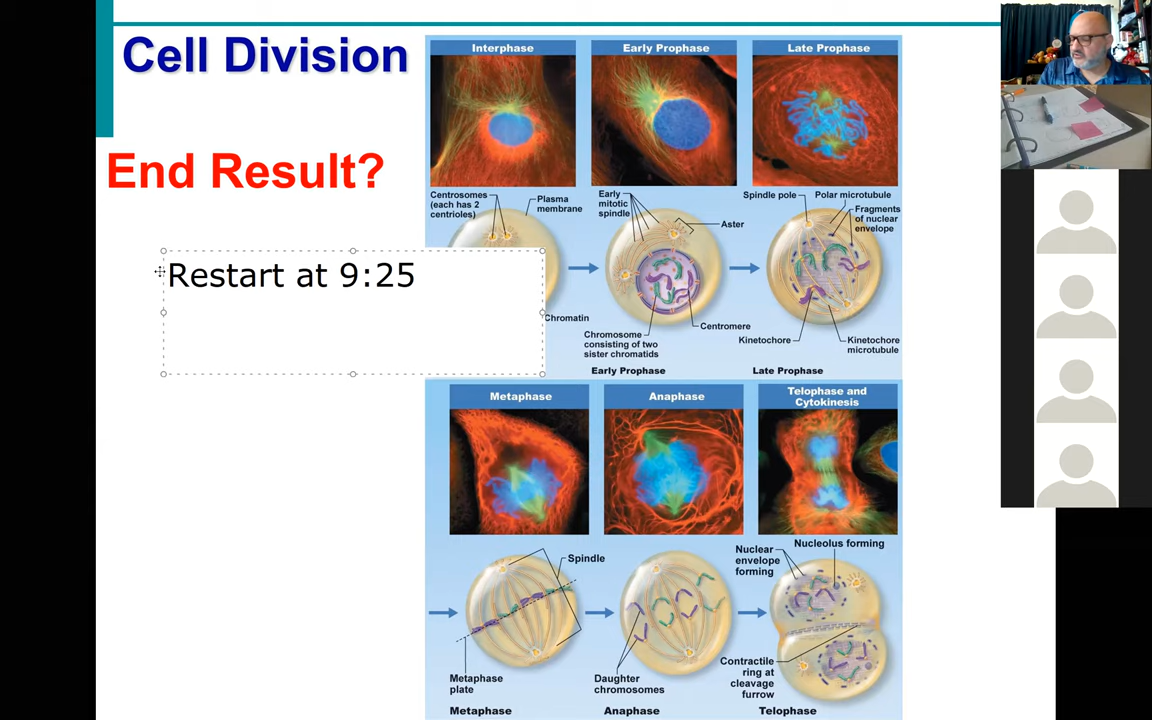 Cell Division
End Result?
Restart at 9:25
Interphase
Early Prophase
Late Prophase
Centrosomes
(each has 2
centrioles)
Plasma
membrane
Early
mitotic
spindle
Aster
Spindle pole
Polar microtubule
Fragments
of nuclear
envelope
Chromatin
Chromosome
consisting of two
sister chromatids
Centromere
Kinetochore
Kinetochore
microtubule
Early Prophase
Late Prophase
Metaphase
Anaphase
Telophase and
Cytokinesis
Spindle
Metaphase
plate
Daughter
chromosomes
Nuclear
envelope
forming
Nucleolus forming
Contractile
ring at
cleavage
furrow
Metaphase
Anaphase
Telophase